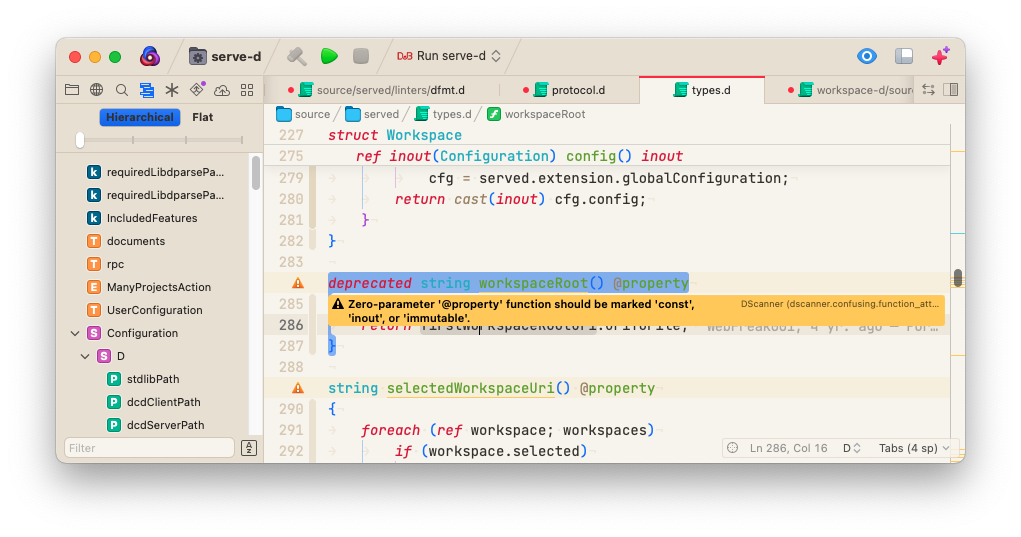 serve-d
D&B Run serve-d
source/served/linters/dfmt.d
protocol.d
types.d
workspace-d/sour
Hierarchical
Flat
source
served
types.d
workspaceRoot
k requiredLibdparsePa...
k requiredLibdparsePa...
k IncludedFeatures
T documents
T rpc
E ManyProjectsAction
T UserConfiguration
S Configuration
S D
P stdlibPath
P dcdClientPath
P dcdServerPath
Filter
227 struct Workspace
275 ref inout(Configuration) config() inout
279 cfg = served.extension.globalConfiguration;
280 return cast(inout) cfg.config;
281 }
282 }
283
deprecated string workspaceRoot() @property
285
Zero-parameter '@property' function should be marked 'const', 'inout', or 'immutable'.
DScanner (dscanner.confusing.function_att...
286 return firstWorkspaceRootUri.uriToFile;
WebFreak001, 4 yr. ago — For...
287 }
288
string selectedWorkspaceUri() @property
290 {
291 foreach (ref workspace; workspaces)
292 if (workspace.selected)
Ln 286, Col 16
D
Tabs (4 sp)